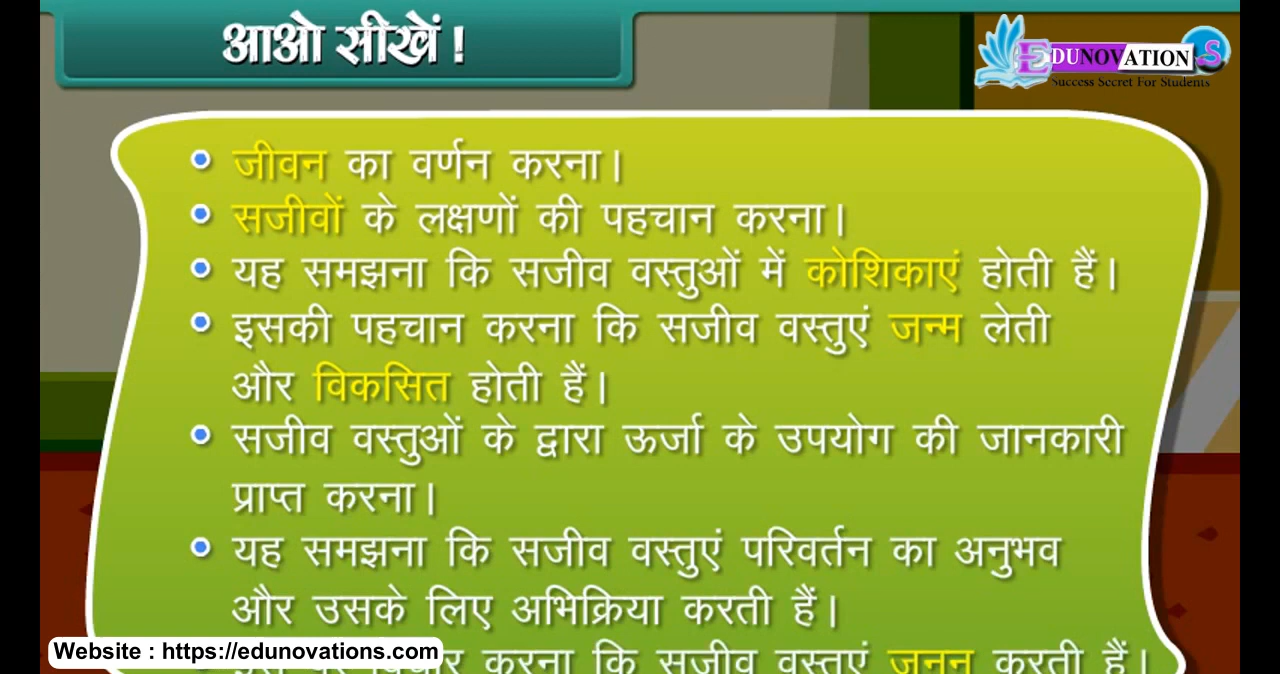 आओ सीखें!
EDUNOVATION S
Success Secret For Students
जीवन का वर्णन करना।
सजीवों के लक्षणों की पहचान करना।
यह समझना कि सजीव वस्तुओं में कोशिकाएं होती हैं।
इसकी पहचान करना कि सजीव वस्तुएं जन्म लेती
और विकसित होती हैं।
सजीव वस्तुओं के द्वारा ऊर्जा के उपयोग की जानकारी
प्राप्त करना।
यह समझना कि सजीव वस्तुएं परिवर्तन का अनुभव
और उसके लिए अभिक्रिया करती हैं।
करना कि सजीव वस्तुएं जनन करती हैं।
Website : https://edunovations.com